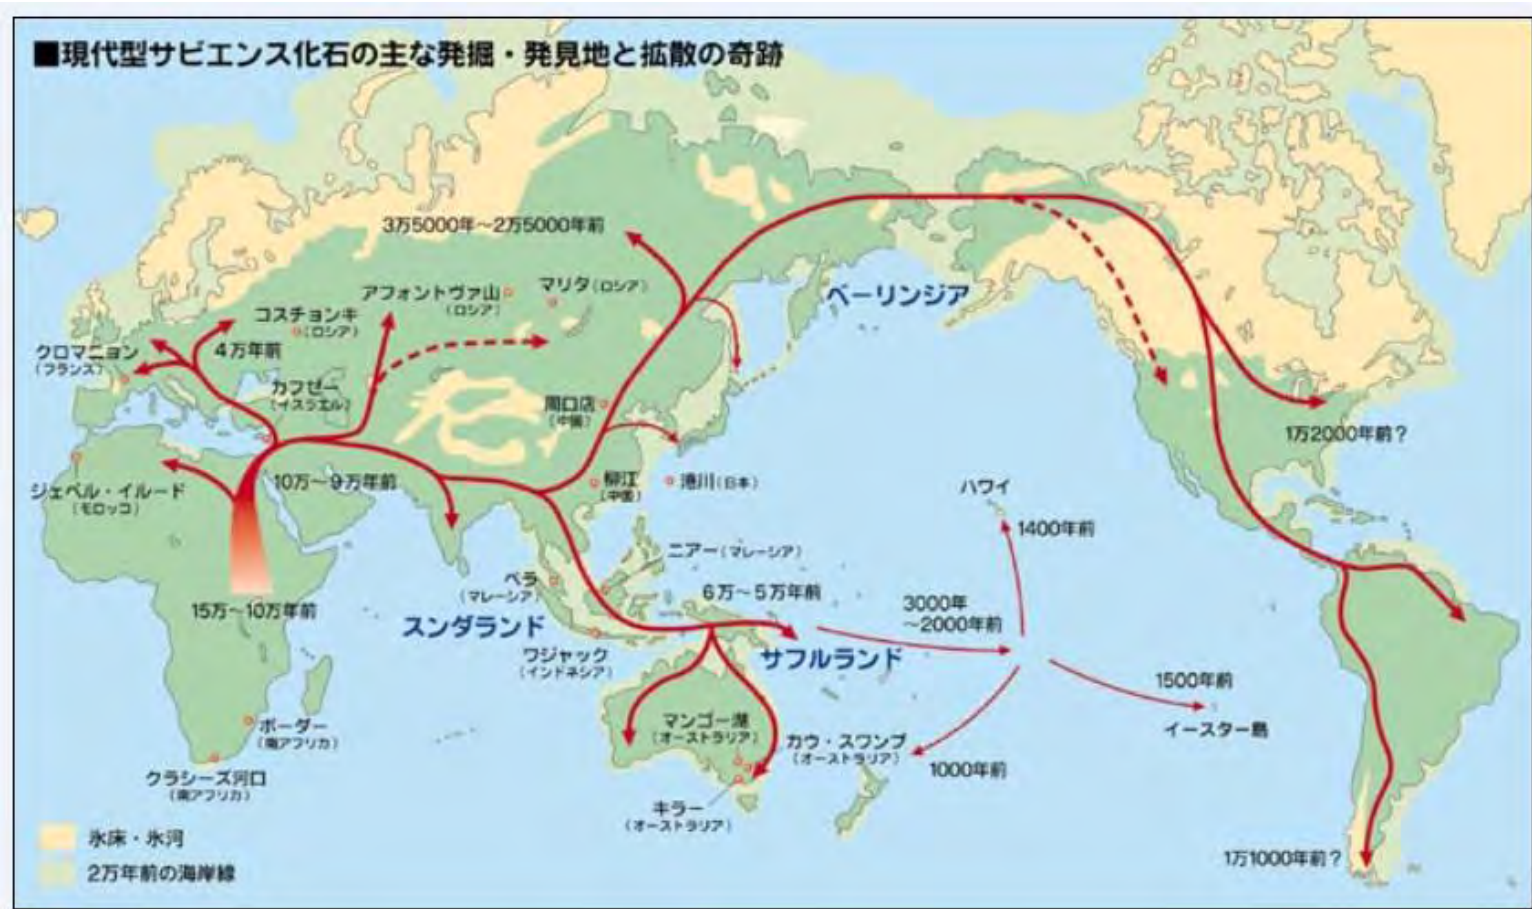 ■現代型サピエンス化石の主な発掘・発見地と拡散の奇跡
3万5000年～2万5000年前
アフォントヴァ山
(ロシア)
マリタ(ロシア)
コスチョンキ
(ロシア)
ベーリンジア
クロマニョン
(フランス)
4万年前
カフゼー
(イスラエル)
周口店
(中国)
1万2000年前？
ジェベル・イルード
(モロッコ)
10万～9万年前
柳江
(中国)
港川(日本)
ハワイ
1400年前
ニアー(マレーシア)
ペラ
(マレーシア)
6万～5万年前
15万～10万年前
スンダランド
3000年
～2000年前
ワジャック
(インドネシア)
サフルランド
1500年前
イースター島
マンゴー湖
(オーストラリア)
カウ・スワンプ
(オーストラリア)
ボーダー
(南アフリカ)
1000年前
クラシーズ河口
(南アフリカ)
キラー
(オーストラリア)
氷床・氷河
2万年前の海岸線
1万1000年前？